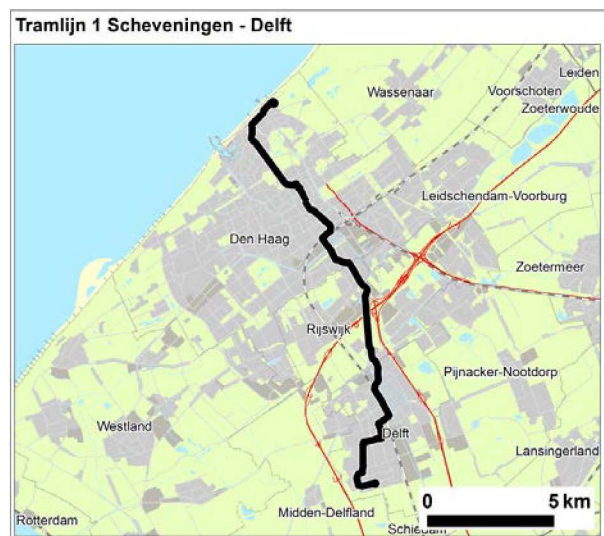 Tramlijn 1 Scheveningen - Delft
Leiden
Wassenaar
Voorschoten
Zoeterwoude
Leidschendam-Voorburg
Den Haag
Zoetermeer
Rijswijk
Pijnacker-Nootdorp
Westland
Delft
Lansingerland
0 5 km
Midden-Delfland
Rotterdam
Schiedam